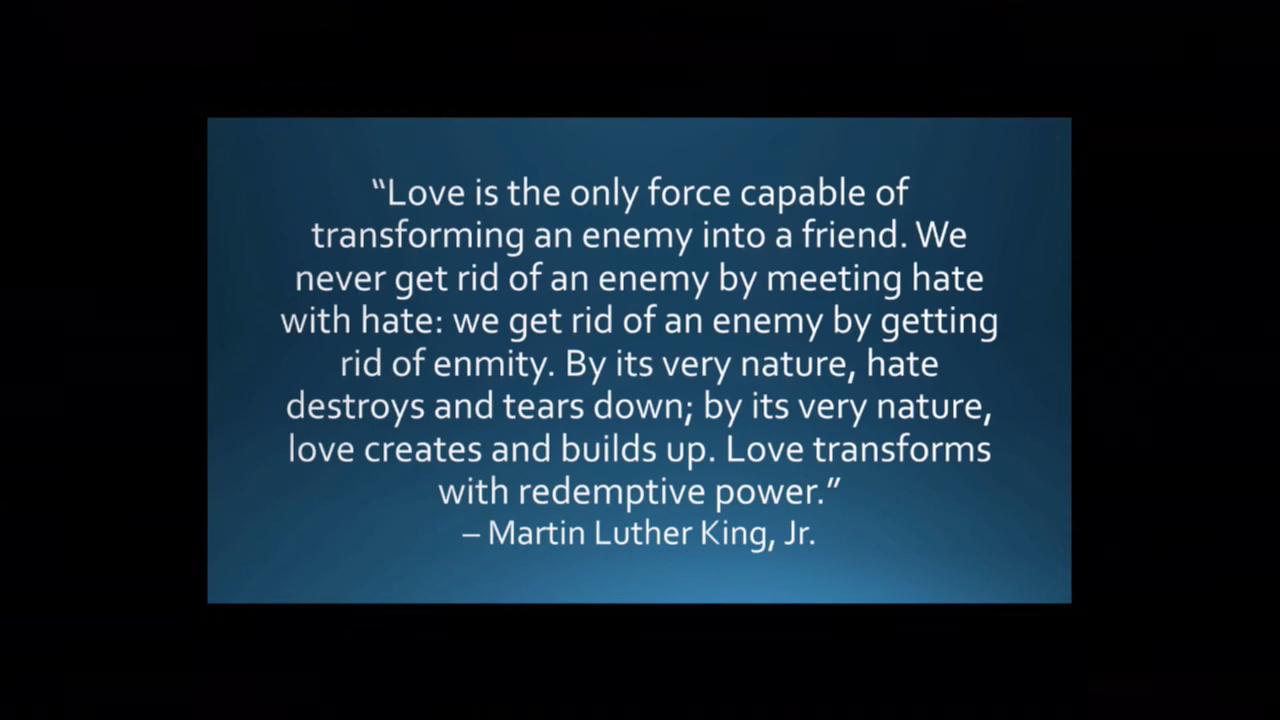 “Love is the only force capable of
transforming an enemy into a friend. We
never get rid of an enemy by meeting hate
with hate: we get rid of an enemy by getting
rid of enmity. By its very nature, hate
destroys and tears down; by its very nature,
love creates and builds up. Love transforms
with redemptive power.”
– Martin Luther King, Jr.